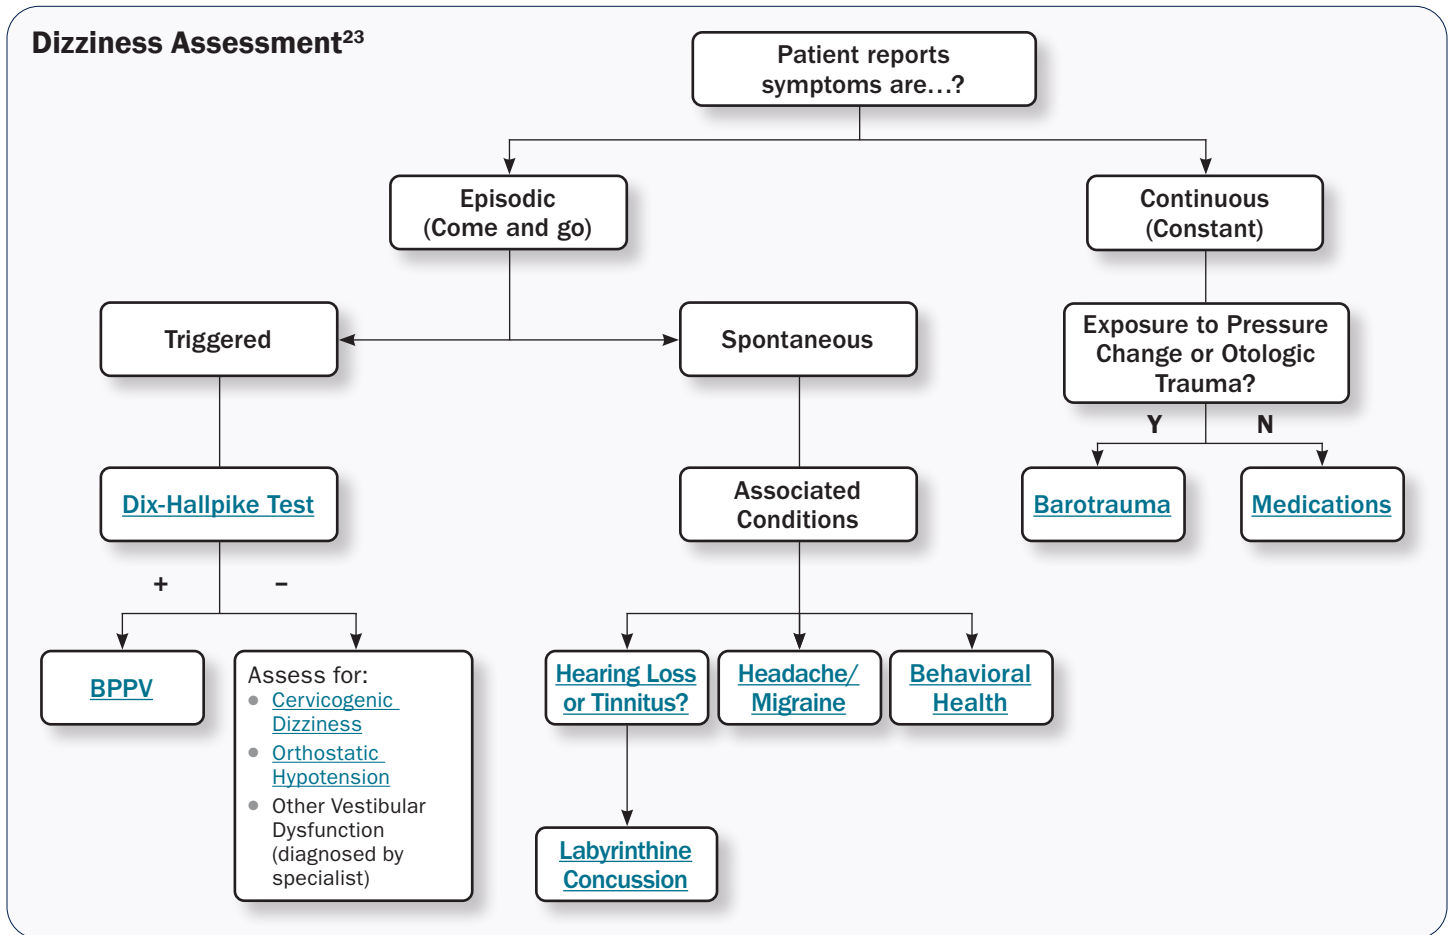 Dizziness Assessment²³
Patient reports
symptoms are…?
Episodic
(Come and go)
Continuous
(Constant)
Triggered
Spontaneous
Exposure to Pressure
Change or Otologic
Trauma?
Y N
Dix-Hallpike Test
Associated
Conditions
Barotrauma
Medications
+ –
BPPV
Assess for:
• Cervicogenic
Dizziness
• Orthostatic
Hypotension
• Other Vestibular
Dysfunction
(diagnosed by
specialist)
Hearing Loss
or Tinnitus?
Headache/
Migraine
Behavioral
Health
Labyrinthine
Concussion